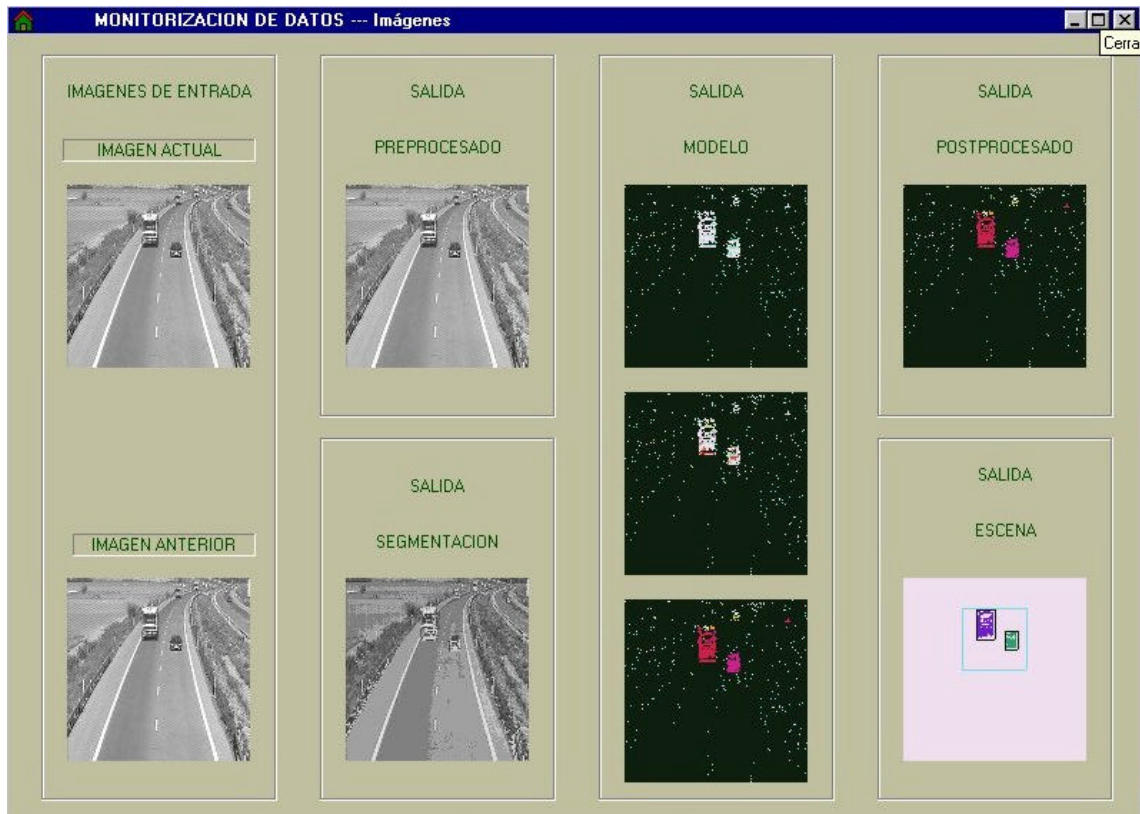 MONITORIZACION DE DATOS --- Imágenes
Cerra
IMAGENES DE ENTRADA
IMAGEN ACTUAL
IMAGEN ANTERIOR
SALIDA
PREPROCESADO
SALIDA
SEGMENTACION
SALIDA
MODELO
SALIDA
POSTPROCESADO
SALIDA
ESCENA